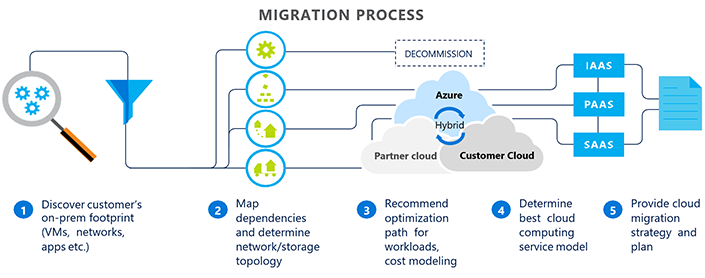 MIGRATION PROCESS
DECOMMISSION
Azure
Hybrid
Partner cloud
Customer Cloud
IAAS
PAAS
SAAS
1
Discover customer's
on-prem footprint
(VMs, networks,
apps etc.)
2
Map
dependencies
and determine
network/storage
topology
3
Recommend
optimization
path for
workloads,
cost modeling
4
Determine
best cloud
computing
service model
5
Provide cloud
migration
strategy and
plan